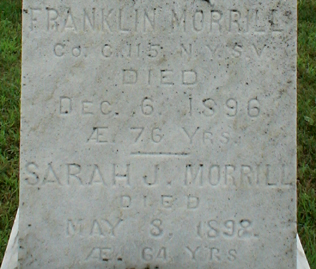 FRANKLIN MORRILL
CO. C. 115 N.Y.S.V.
DIED
DEC. 6. 1896.
Æ. 76 YRS.
SARAH J. MORRILL
DIED
MAY 3, 1898.
Æ. 64 YRS